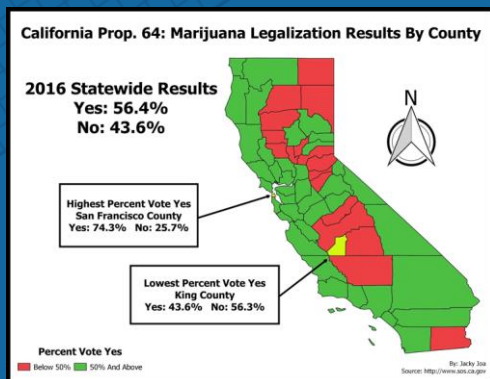 California Prop. 64: Marijuana Legalization Results By County
2016 Statewide Results
Yes: 56.4%
No: 43.6%
N
Highest Percent Vote Yes
San Francisco County
Yes: 74.3% No: 25.7%
Lowest Percent Vote Yes
King County
Yes: 43.6% No: 56.3%
Percent Vote Yes
Below 50% 50% And Above
By: Jacky Joa
Source: http://www.sos.ca.gov